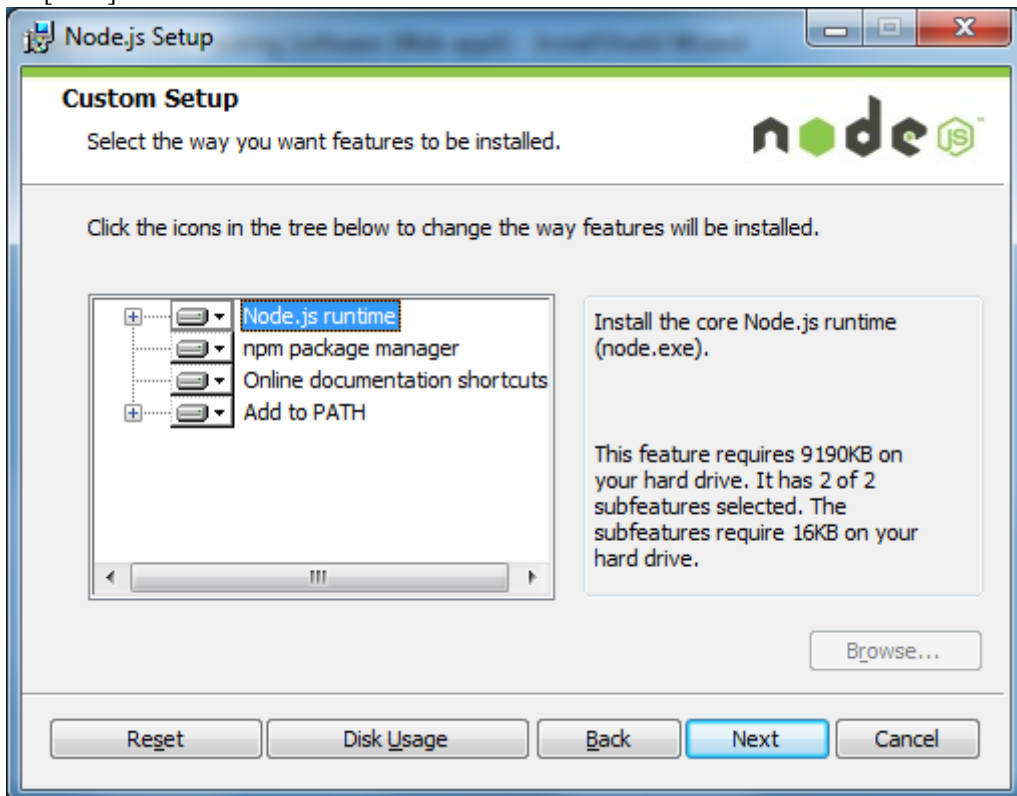 Node.js Setup
Custom Setup
Select the way you want features to be installed.
node JS
Click the icons in the tree below to change the way features will be installed.
Node.js runtime
npm package manager
Online documentation shortcuts
Add to PATH
Install the core Node.js runtime
(node.exe).
This feature requires 9190KB on
your hard drive. It has 2 of 2
subfeatures selected. The
subfeatures require 16KB on your
hard drive.
Browse...
Reset
Disk Usage
Back
Next
Cancel